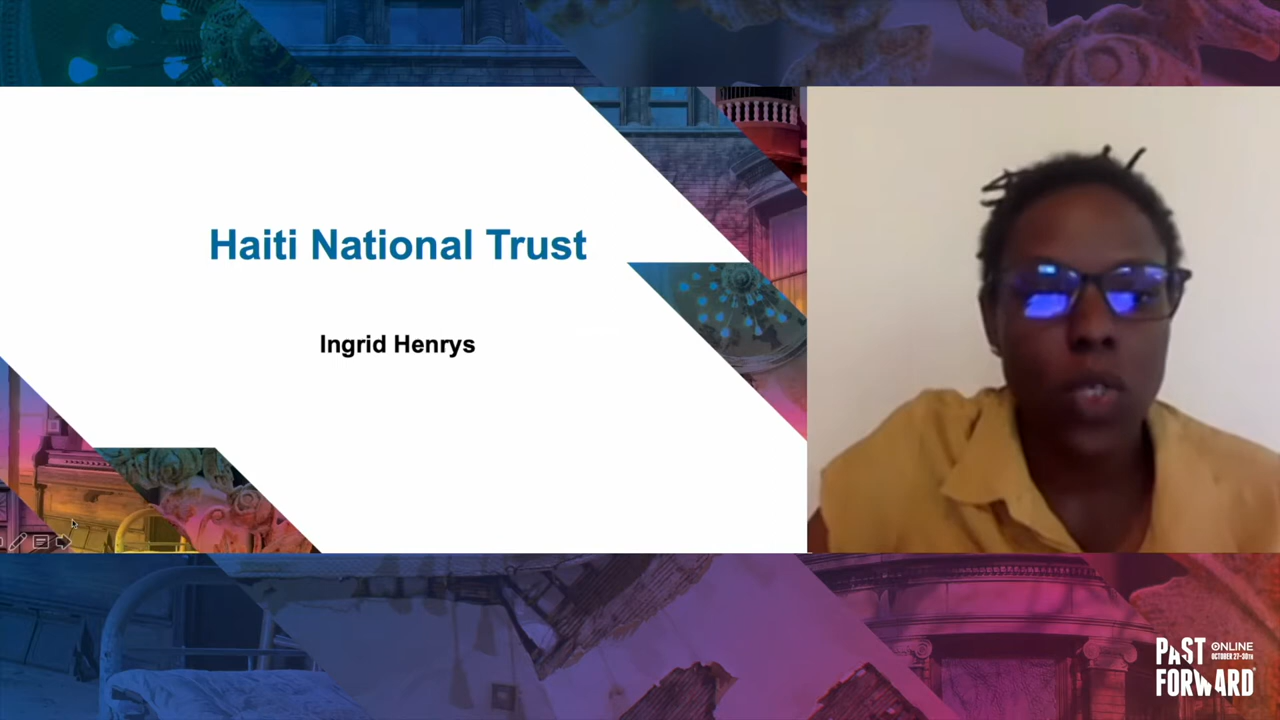 Haiti National Trust
Ingrid Henrys
PAST ONLINE
OCTOBER 27-30TH
FORWARD